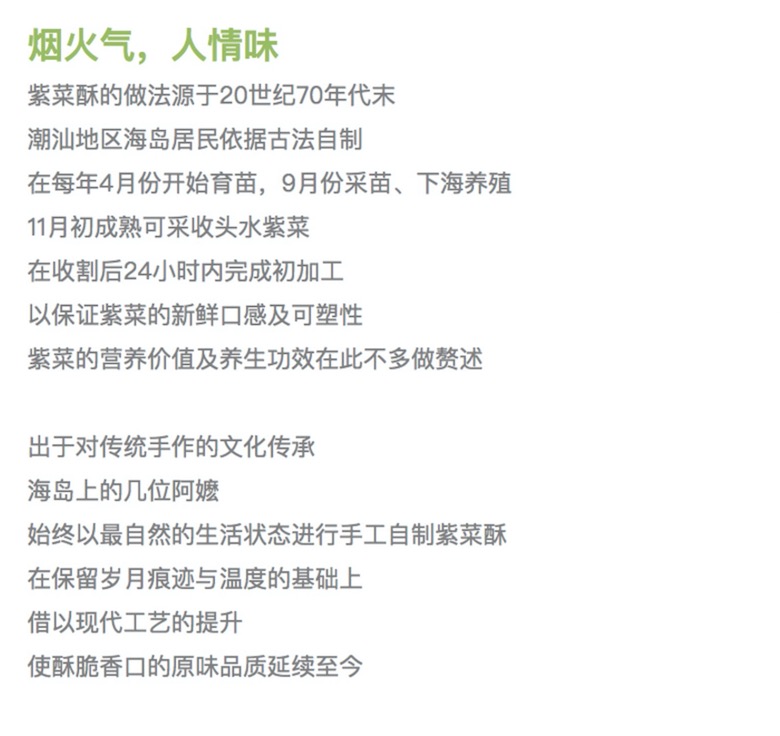 烟火气，人情味
紫菜酥的做法源于20世纪70年代末
潮汕地区海岛居民依据古法自制
在每年4月份开始育苗，9月份采苗、下海养殖
11月初成熟可采收头水紫菜
在收割后24小时内完成初加工
以保证紫菜的新鲜口感及可塑性
紫菜的营养价值及养生功效在此不多做赘述
出于对传统手作的文化传承
海岛上的几位阿嬷
始终以最自然的生活状态进行手工自制紫菜酥
在保留岁月痕迹与温度的基础上
借以现代工艺的提升
使酥脆香口的原味品质延续至今